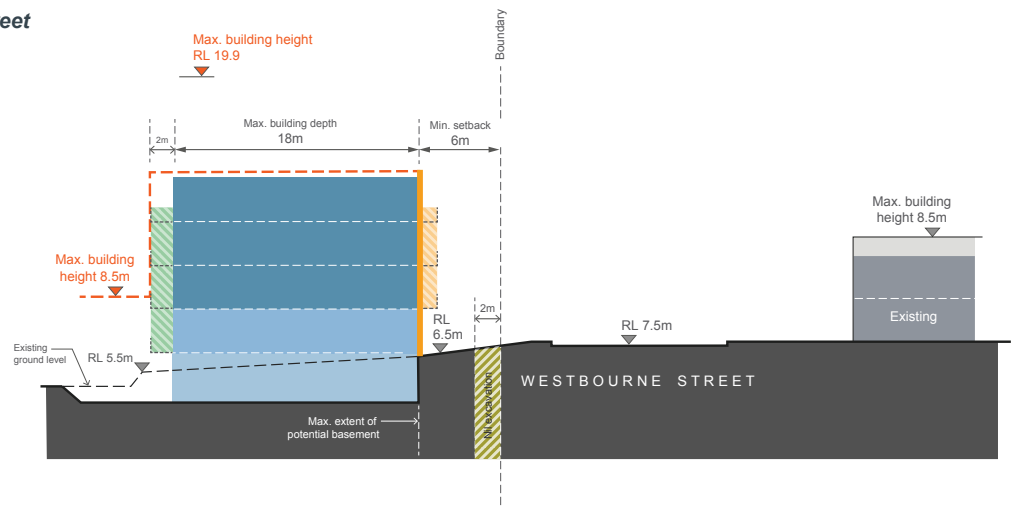 eet
Max. building height
RL 19.9
Boundary
Max. building depth
18m
2m
Min. setback
6m
Max. building
height 8.5m
Max. building
height 8.5m
Existing
2m
RL
6.5m
RL 7.5m
Existing
ground level
RL 5.5m
WESTBOURNE STREET
Nil excavation
Max. extent of
potential basement